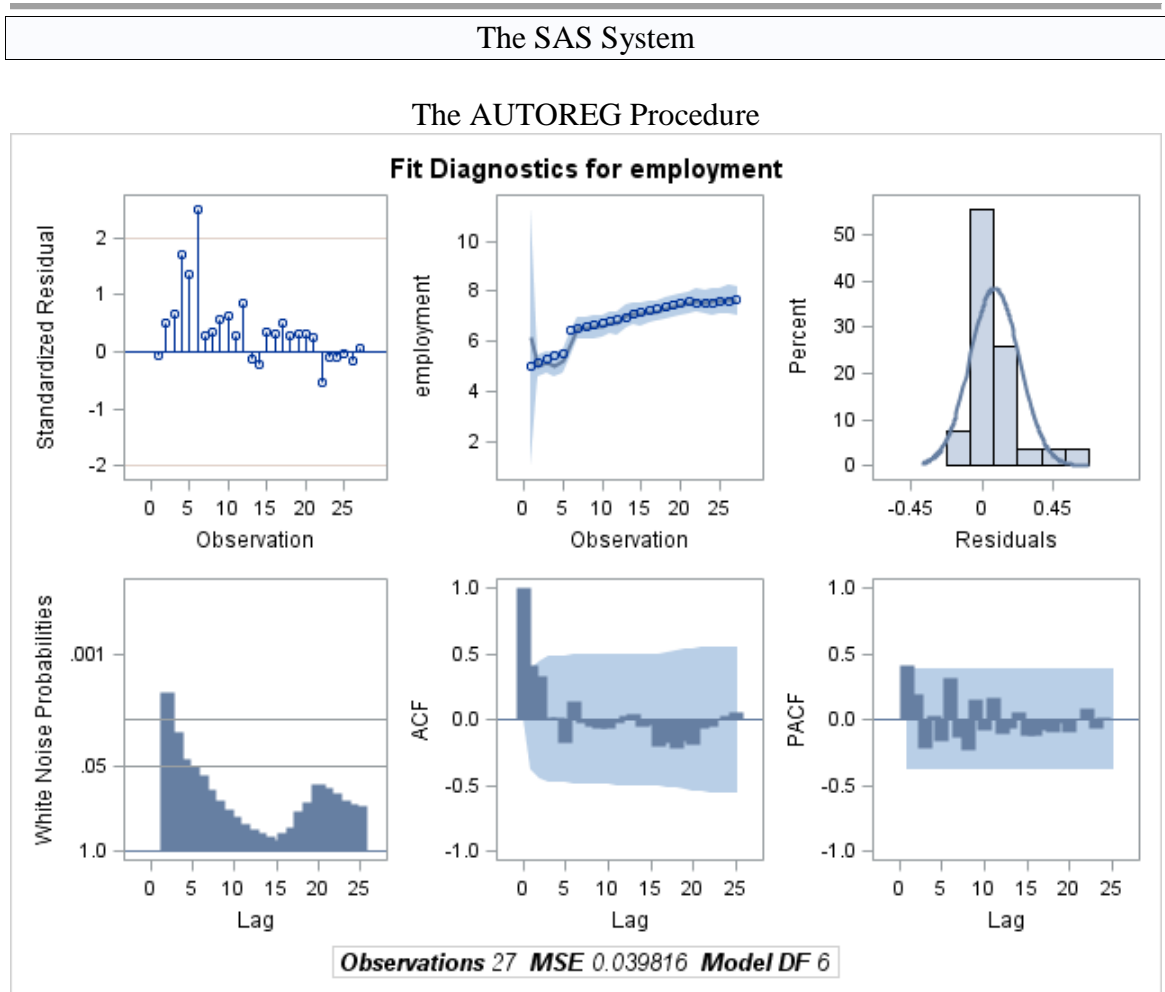 The SAS System
The AUTOREG Procedure
Fit Diagnostics for employment
Standardized Residual
2
1
0
-1
-2
0 5 10 15 20 25
Observation
employment
10
8
6
4
2
0 5 10 15 20 25
Observation
Percent
50
40
30
20
10
0
-0.45 0 0.45
Residuals
White Noise Probabilities
.001
.05
1.0
0 5 10 15 20 25
Lag
ACF
1.0
0.5
0.0
-0.5
-1.0
0 5 10 15 20 25
Lag
PACF
1.0
0.5
0.0
-0.5
-1.0
0 5 10 15 20 25
Lag
Observations 27 MSE 0.039816 Model DF 6